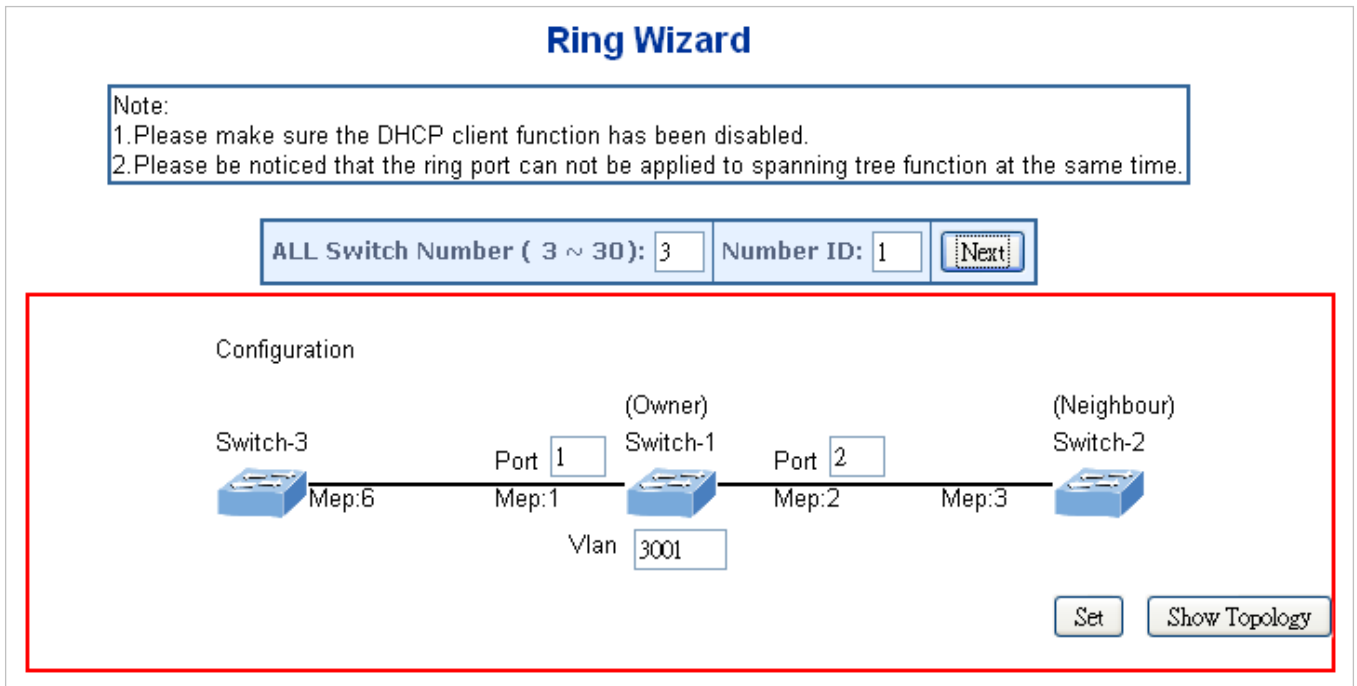 Ring Wizard
Note:
1.Please make sure the DHCP client function has been disabled.
2.Please be noticed that the ring port can not be applied to spanning tree function at the same time.
ALL Switch Number ( 3 ~ 30): 3 Number ID: 1 Next
Configuration
(Owner) (Neighbour)
Switch-3 Port 1 Switch-1 Port 2 Switch-2
Mep:6 Mep:1 Mep:2 Mep:3
Vlan 3001
Set Show Topology